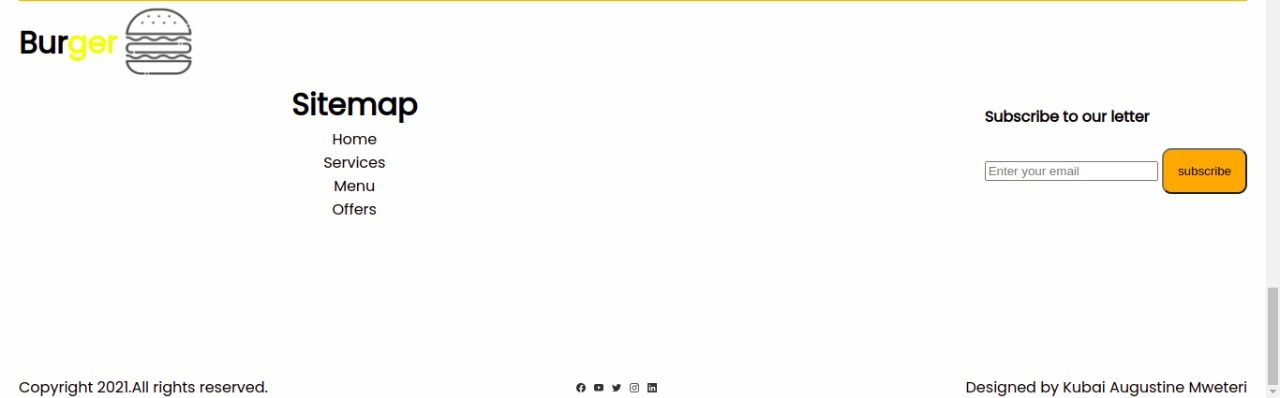 Burger
Sitemap
Home
Services
Menu
Offers
Subscribe to our letter
Enter your email
subscribe
Copyright 2021.All rights reserved.
Designed by Kubai Augustine Mweteri